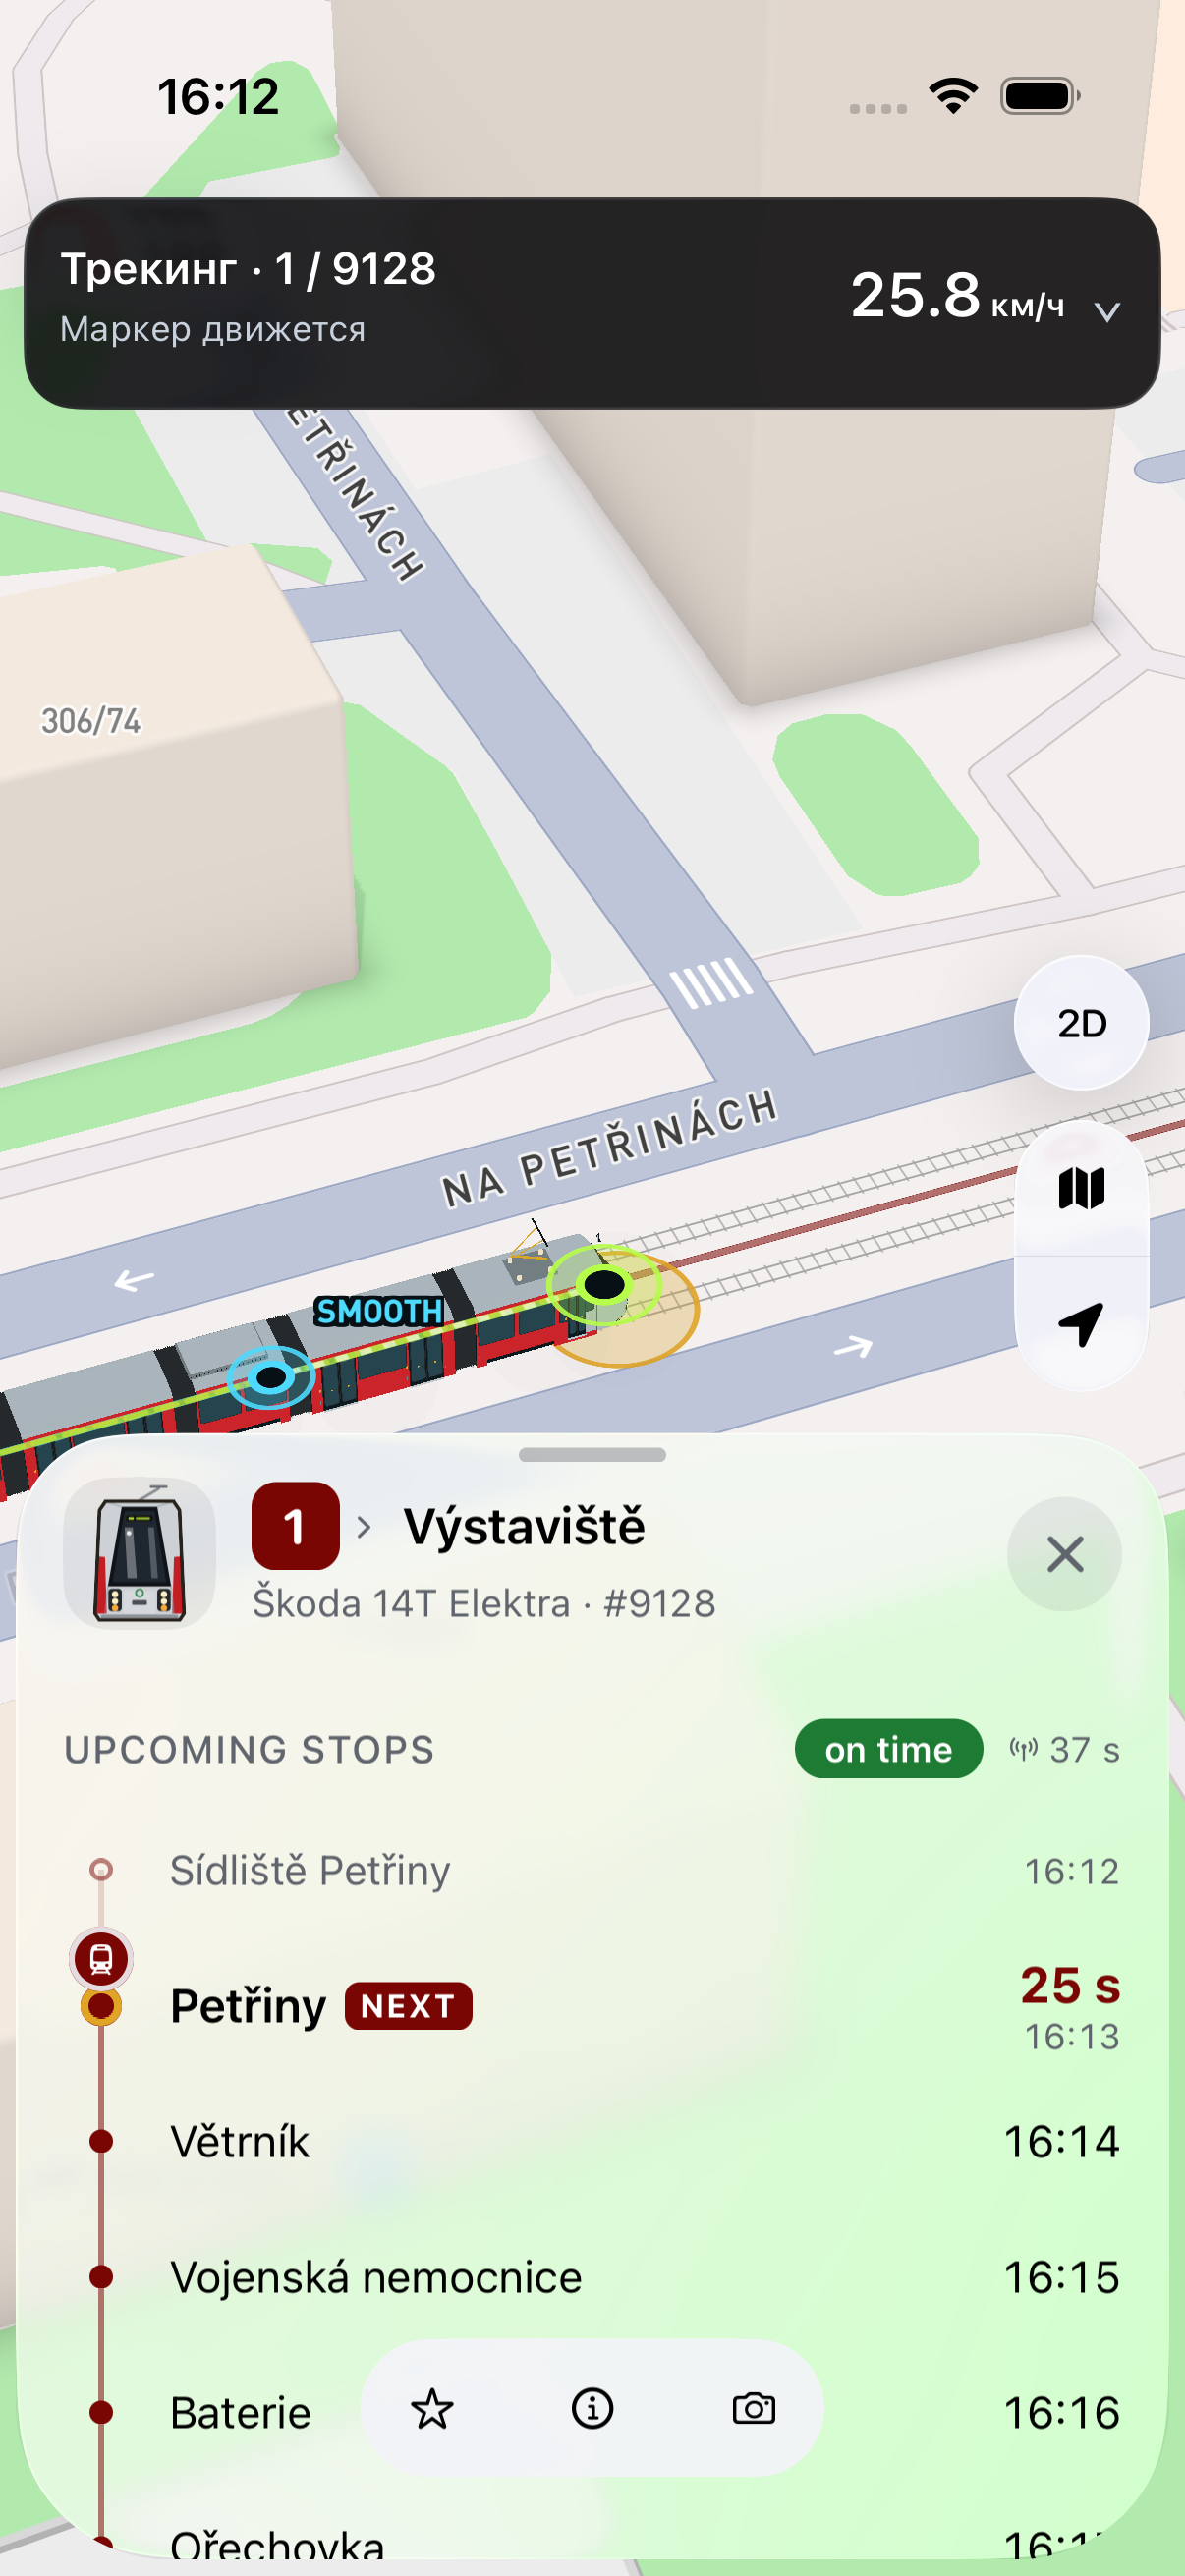 16:12
Трекинг · 1 / 9128
Маркер движется
25.8 км/ч
ETŘINÁCH
306/74
2D
NA PETŘINÁCH
1
SMOOTH
1 › Výstaviště
Škoda 14T Elektra · #9128
UPCOMING STOPS
on time
37 s
Sídliště Petřiny
16:12
Petřiny
NEXT
25 s
16:13
Větrník
16:14
Vojenská nemocnice
16:15
Baterie
16:16
Ořechovka